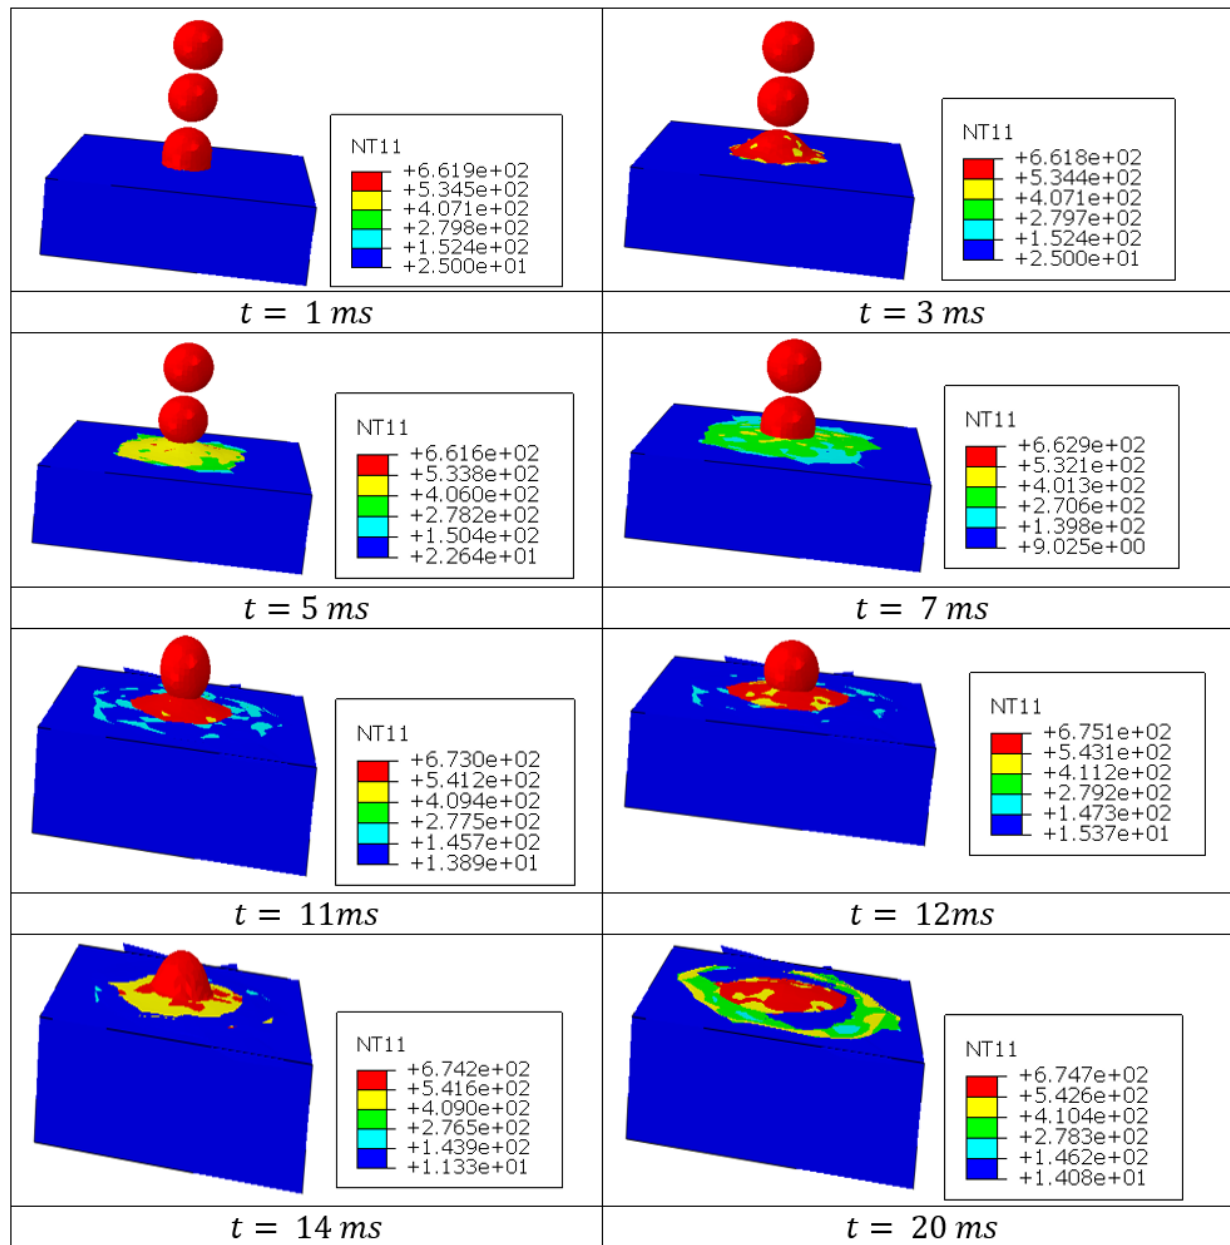 NT11
+6.619e+02
+5.345e+02
+4.071e+02
+2.798e+02
+1.524e+02
+2.500e+01
t = 1 ms
NT11
+6.618e+02
+5.344e+02
+4.071e+02
+2.797e+02
+1.524e+02
+2.500e+01
t = 3 ms
NT11
+6.616e+02
+5.338e+02
+4.060e+02
+2.782e+02
+1.504e+02
+2.264e+01
t = 5 ms
NT11
+6.629e+02
+5.321e+02
+4.013e+02
+2.706e+02
+1.398e+02
+9.025e+00
t = 7 ms
NT11
+6.730e+02
+5.412e+02
+4.094e+02
+2.775e+02
+1.457e+02
+1.389e+01
t = 11ms
NT11
+6.751e+02
+5.431e+02
+4.112e+02
+2.792e+02
+1.473e+02
+1.537e+01
t = 12ms
NT11
+6.742e+02
+5.416e+02
+4.090e+02
+2.765e+02
+1.439e+02
+1.133e+01
t = 14 ms
NT11
+6.747e+02
+5.426e+02
+4.104e+02
+2.783e+02
+1.462e+02
+1.408e+01
t = 20 ms